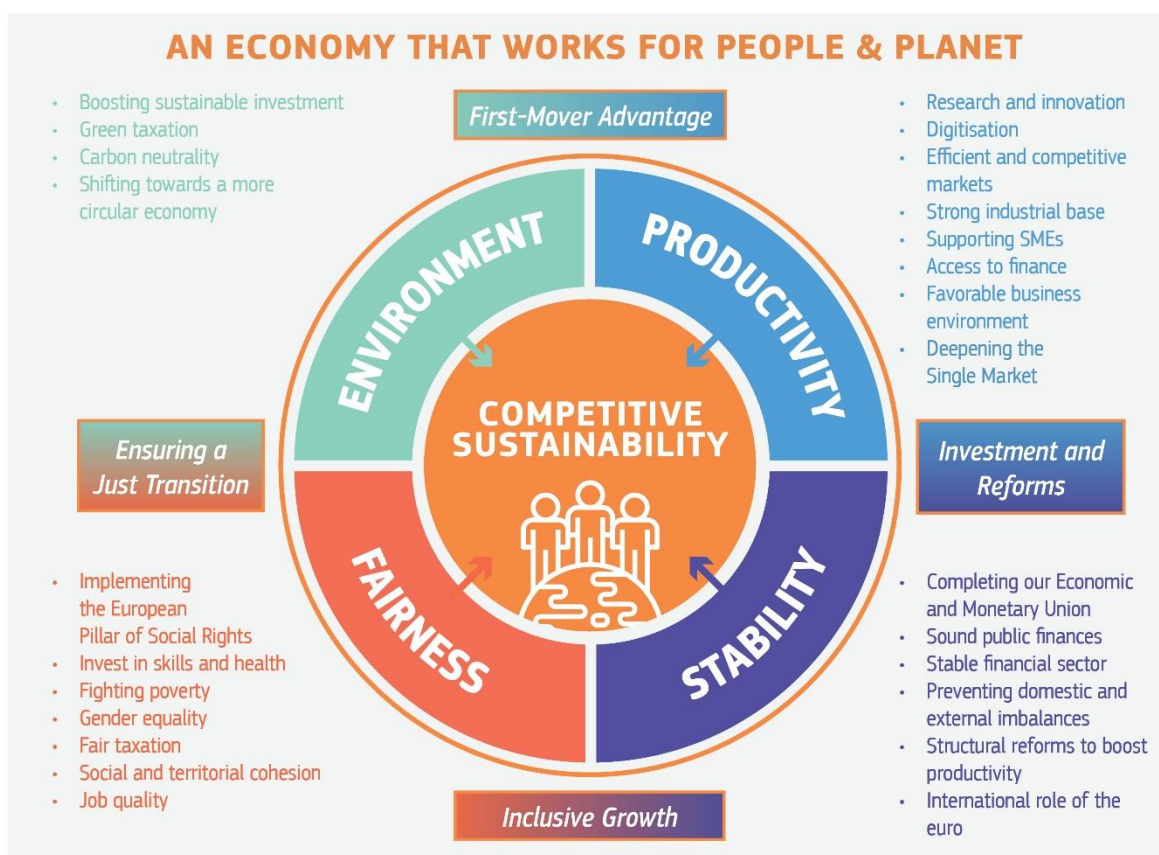 AN ECONOMY THAT WORKS FOR PEOPLE & PLANET
• Boosting sustainable investment
• Green taxation
• Carbon neutrality
• Shifting towards a more
circular economy
First-Mover Advantage
• Research and innovation
• Digitisation
• Efficient and competitive
markets
• Strong industrial base
• Supporting SMEs
• Access to finance
• Favorable business
environment
• Deepening the
Single Market
ENVIRONMENT
PRODUCTIVITY
COMPETITIVE
SUSTAINABILITY
Ensuring a
Just Transition
Investment and
Reforms
FAIRNESS
STABILITY
• Implementing
the European
Pillar of Social Rights
• Invest in skills and health
• Fighting poverty
• Gender equality
• Fair taxation
• Social and territorial cohesion
• Job quality
Inclusive Growth
• Completing our Economic
and Monetary Union
• Sound public finances
• Stable financial sector
• Preventing domestic and
external imbalances
• Structural reforms to boost
productivity
• International role of the
euro